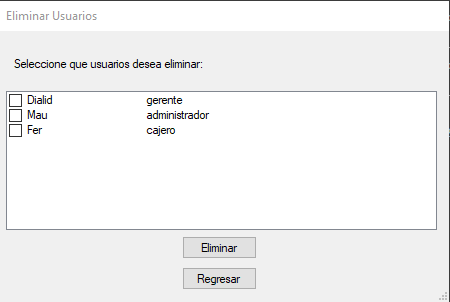 Eliminar Usuarios
Seleccione que usuarios desea eliminar:
Dialid gerente
Mau administrador
Fer cajero
Eliminar
Regresar